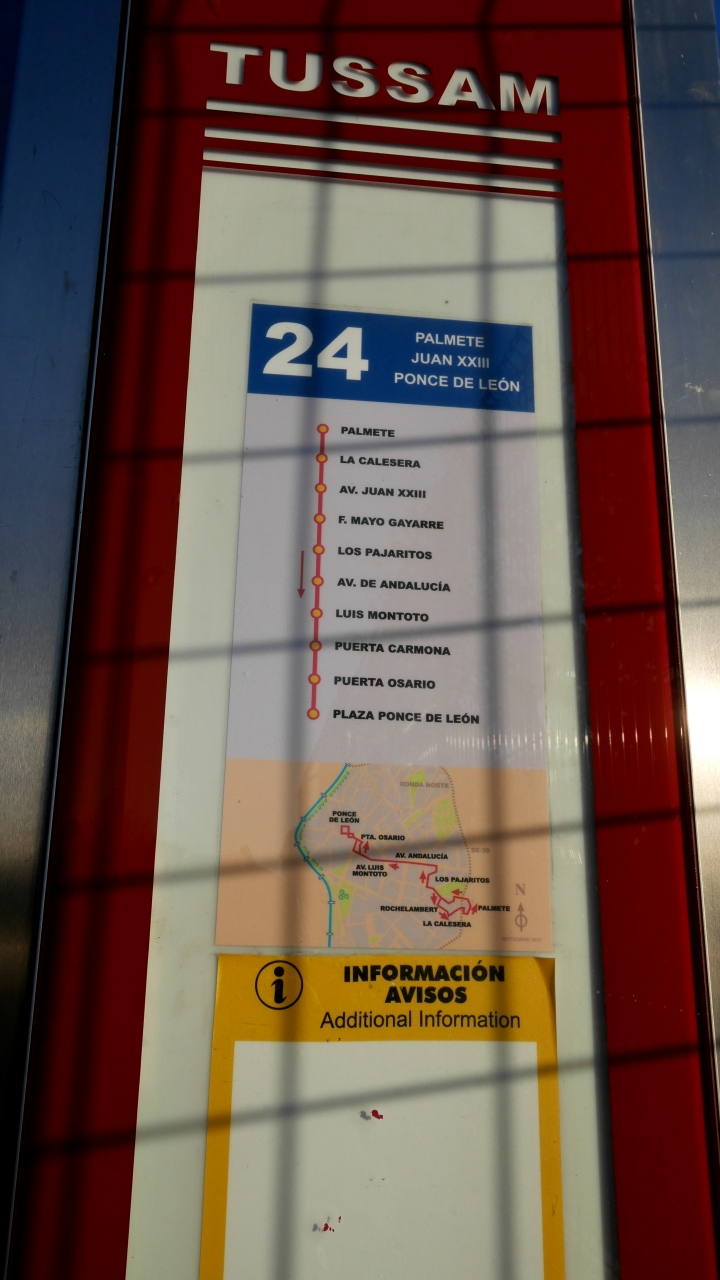 TUSSAM
24
PALMETE
JUAN XXIII
PONCE DE LEÓN
PALMETE
LA CALESERA
AV. JUAN XXIII
F. MAYO GAYARRE
LOS PAJARITOS
AV. DE ANDALUCÍA
LUIS MONTOTO
PUERTA CARMONA
PUERTA OSARIO
PLAZA PONCE DE LEÓN
RONDA NORTE
PONCE
DE LEÓN
PTA. OSARIO
SE-30
AV. ANDALUCÍA
AV. LUIS
MONTOTO
LOS PAJARITOS
N
ROCHELAMBERT
PALMETE
LA CALESERA
i
INFORMACIÓN
AVISOS
Additional Information